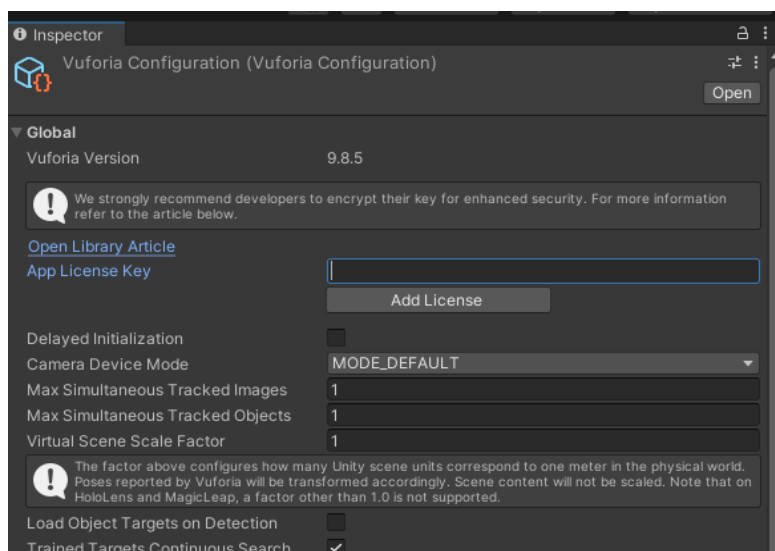 Inspector
Vuforia Configuration (Vuforia Configuration)
Open
Global
Vuforia Version 9.8.5
We strongly recommend developers to encrypt their key for enhanced security. For more information
refer to the article below.
Open Library Article
App License Key
Add License
Delayed Initialization
Camera Device Mode MODE_DEFAULT
Max Simultaneous Tracked Images 1
Max Simultaneous Tracked Objects 1
Virtual Scene Scale Factor 1
The factor above configures how many Unity scene units correspond to one meter in the physical world.
Poses reported by Vuforia will be transformed accordingly. Scene content will not be scaled. Note that on
HoloLens and MagicLeap, a factor other than 1.0 is not supported.
Load Object Targets on Detection
Trained Targets Continuous Search